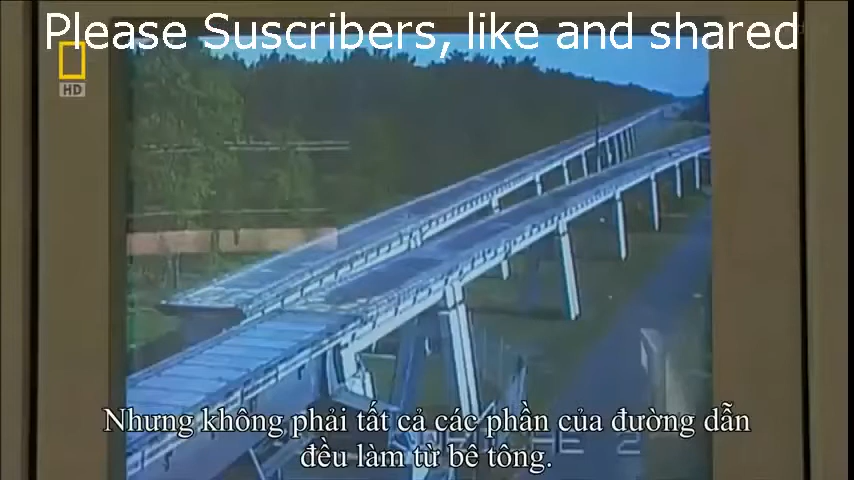 Please Suscribers, like and shared
HD
Nhưng không phải tất cả các phần của đường dẫn
đều làm từ bê tông.